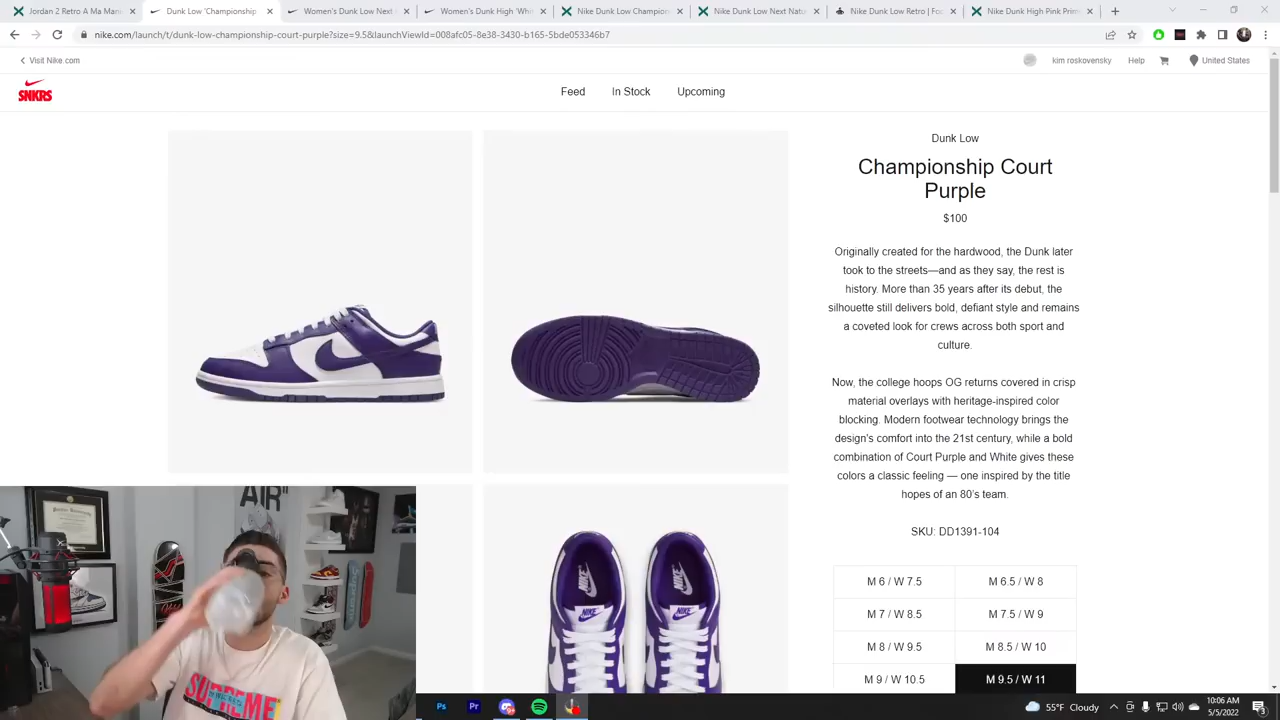 Jordan 2 Retro A Ma Mani
Dunk Low 'Championship
Women's Dunk Next L
Women's Dunk High 'Whe
Nike Dunk Low Champion
Nike Dunk Low Next Natur
Nike Dunk Retro | Foo
Nike Dunk UNK Prim
nike.com/launch/t/dunk-low-championship-court-purple?size=9.5&launchViewId=008afc05-8e38-3430-b165-5bde053346b7
Visit Nike.com
kim roskovensky
Help
United States
SNKRS
Feed
In Stock
Upcoming
Dunk Low
Championship Court
Purple
$100
Originally created for the hardwood, the Dunk later
took to the streets—and as they say, the rest is
history. More than 35 years after its debut, the
silhouette still delivers bold, defiant style and remains
a coveted look for crews across both sport and
culture.
Now, the college hoops OG returns covered in crisp
material overlays with heritage-inspired color
blocking. Modern footwear technology brings the
design's comfort into the 21st century, while a bold
combination of Court Purple and White gives these
colors a classic feeling — one inspired by the title
hopes of an 80's team.
SKU: DD1391-104
M 6 / W 7.5
M 6.5 / W 8
M 7 / W 8.5
M 7.5 / W 9
M 8 / W 9.5
M 8.5 / W 10
M 9 / W 10.5
M 9.5 / W 11
AIR"
NIKE
NIKE
SUPREME
Ps
Pr
55°F Cloudy
10:06 AM
5/5/2022
3